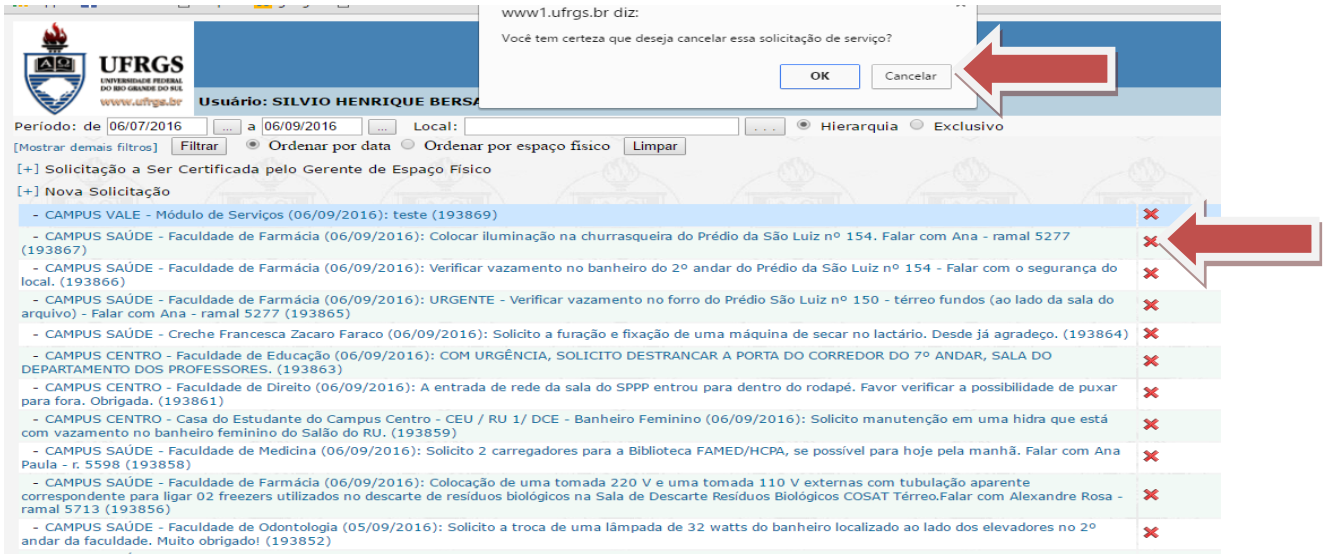 www1.ufrgs.br diz:
Você tem certeza que deseja cancelar essa solicitação de serviço?
OK Cancelar
UFRGS
UNIVERSIDADE FEDERAL
DO RIO GRANDE DO SUL
www.ufrgs.br
Usuário: SILVIO HENRIQUE BERSA
Período: de 06/07/2016 ... a 06/09/2016 ... Local: ... Hierarquia Exclusivo
[Mostrar demais filtros] Filtrar Ordenar por data Ordenar por espaço físico Limpar
[+] Solicitação a Ser Certificada pelo Gerente de Espaço Físico
[+] Nova Solicitação
- CAMPUS VALE - Módulo de Serviços (06/09/2016): teste (193869)
- CAMPUS SAÚDE - Faculdade de Farmácia (06/09/2016): Colocar iluminação na churrasqueira do Prédio da São Luiz nº 154. Falar com Ana - ramal 5277
(193867)
- CAMPUS SAÚDE - Faculdade de Farmácia (06/09/2016): Verificar vazamento no banheiro do 2º andar do Prédio da São Luiz nº 154 - Falar com o segurança do
local. (193866)
- CAMPUS SAÚDE - Faculdade de Farmácia (06/09/2016): URGENTE - Verificar vazamento no forro do Prédio São Luiz nº 150 - térreo fundos (ao lado da sala do
arquivo) - Falar com Ana - ramal 5277 (193865)
- CAMPUS SAÚDE - Creche Francesca Zacaro Faraco (06/09/2016): Solicito a furação e fixação de uma máquina de secar no lactário. Desde já agradeço. (193864)
- CAMPUS CENTRO - Faculdade de Educação (06/09/2016): COM URGÊNCIA, SOLICITO DESTRANCAR A PORTA DO CORREDOR DO 7º ANDAR, SALA DO
DEPARTAMENTO DOS PROFESSORES. (193863)
- CAMPUS CENTRO - Faculdade de Direito (06/09/2016): A entrada de rede da sala do SPPP entrou para dentro do rodapé. Favor verificar a possibilidade de puxar
para fora. Obrigada. (193861)
- CAMPUS CENTRO - Casa do Estudante do Campus Centro - CEU / RU 1/ DCE - Banheiro Feminino (06/09/2016): Solicito manutenção em uma hidra que está
com vazamento no banheiro feminino do Salão do RU. (193859)
- CAMPUS SAÚDE - Faculdade de Medicina (06/09/2016): Solicito 2 carregadores para a Biblioteca FAMED/HCPA, se possível para hoje pela manhã. Falar com Ana
Paula - r. 5598 (193858)
- CAMPUS SAÚDE - Faculdade de Farmácia (06/09/2016): Colocação de uma tomada 220 V e uma tomada 110 V externas com tubulação aparente
correspondente para ligar 02 freezers utilizados no descarte de resíduos biológicos na Sala de Descarte Resíduos Biológicos COSAT Térreo.Falar com Alexandre Rosa -
ramal 5713 (193856)
- CAMPUS SAÚDE - Faculdade de Odontologia (05/09/2016): Solicito a troca de uma lâmpada de 32 watts do banheiro localizado ao lado dos elevadores no 2º
andar da faculdade. Muito obrigado! (193852)